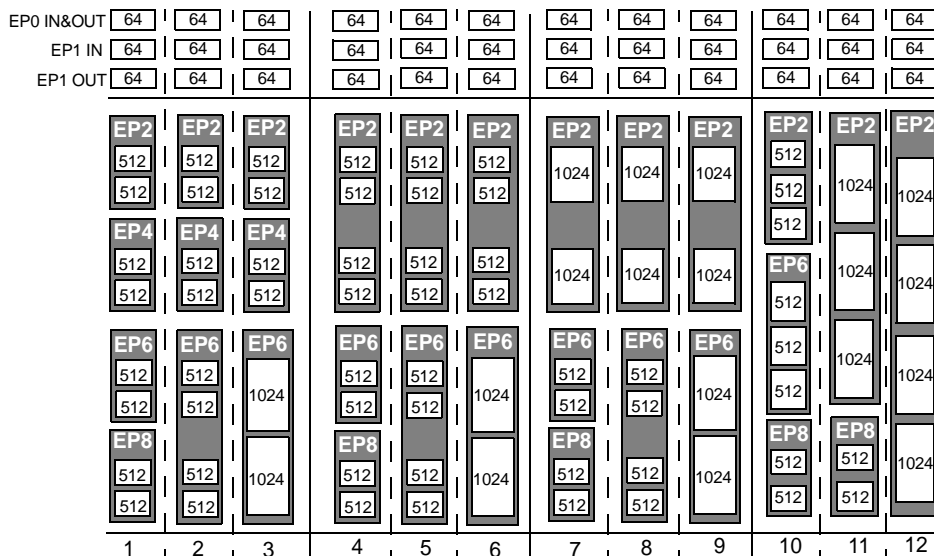 EP0 IN&OUT 64 64 64 64 64 64 64 64 64 64 64 64
EP1 IN 64 64 64 64 64 64 64 64 64 64 64 64
EP1 OUT 64 64 64 64 64 64 64 64 64 64 64 64
EP2 EP2 EP2 EP2 EP2 EP2 EP2 EP2 EP2 EP2 EP2 EP2
512 512 512 512 512 512 1024 1024 1024 512 1024 1024
512 512 512 512 512 512 512
512
EP4 EP4 EP4
512 512 512 512 512 512 1024 1024 1024 EP6 1024 1024
512 512 512 512 512 512 512
EP6 EP6 EP6 EP6 EP6 EP6 EP6 EP6 EP6 512 1024 1024
512 512 1024 512 512 1024 512 512 1024 512
512 512 512 512 512 512
EP8 EP8 EP8 EP8 EP8
512 512 1024 512 512 1024 512 512 1024 512 512 1024
512 512 512 512 512 512 512 512
1 2 3 4 5 6 7 8 9 10 11 12